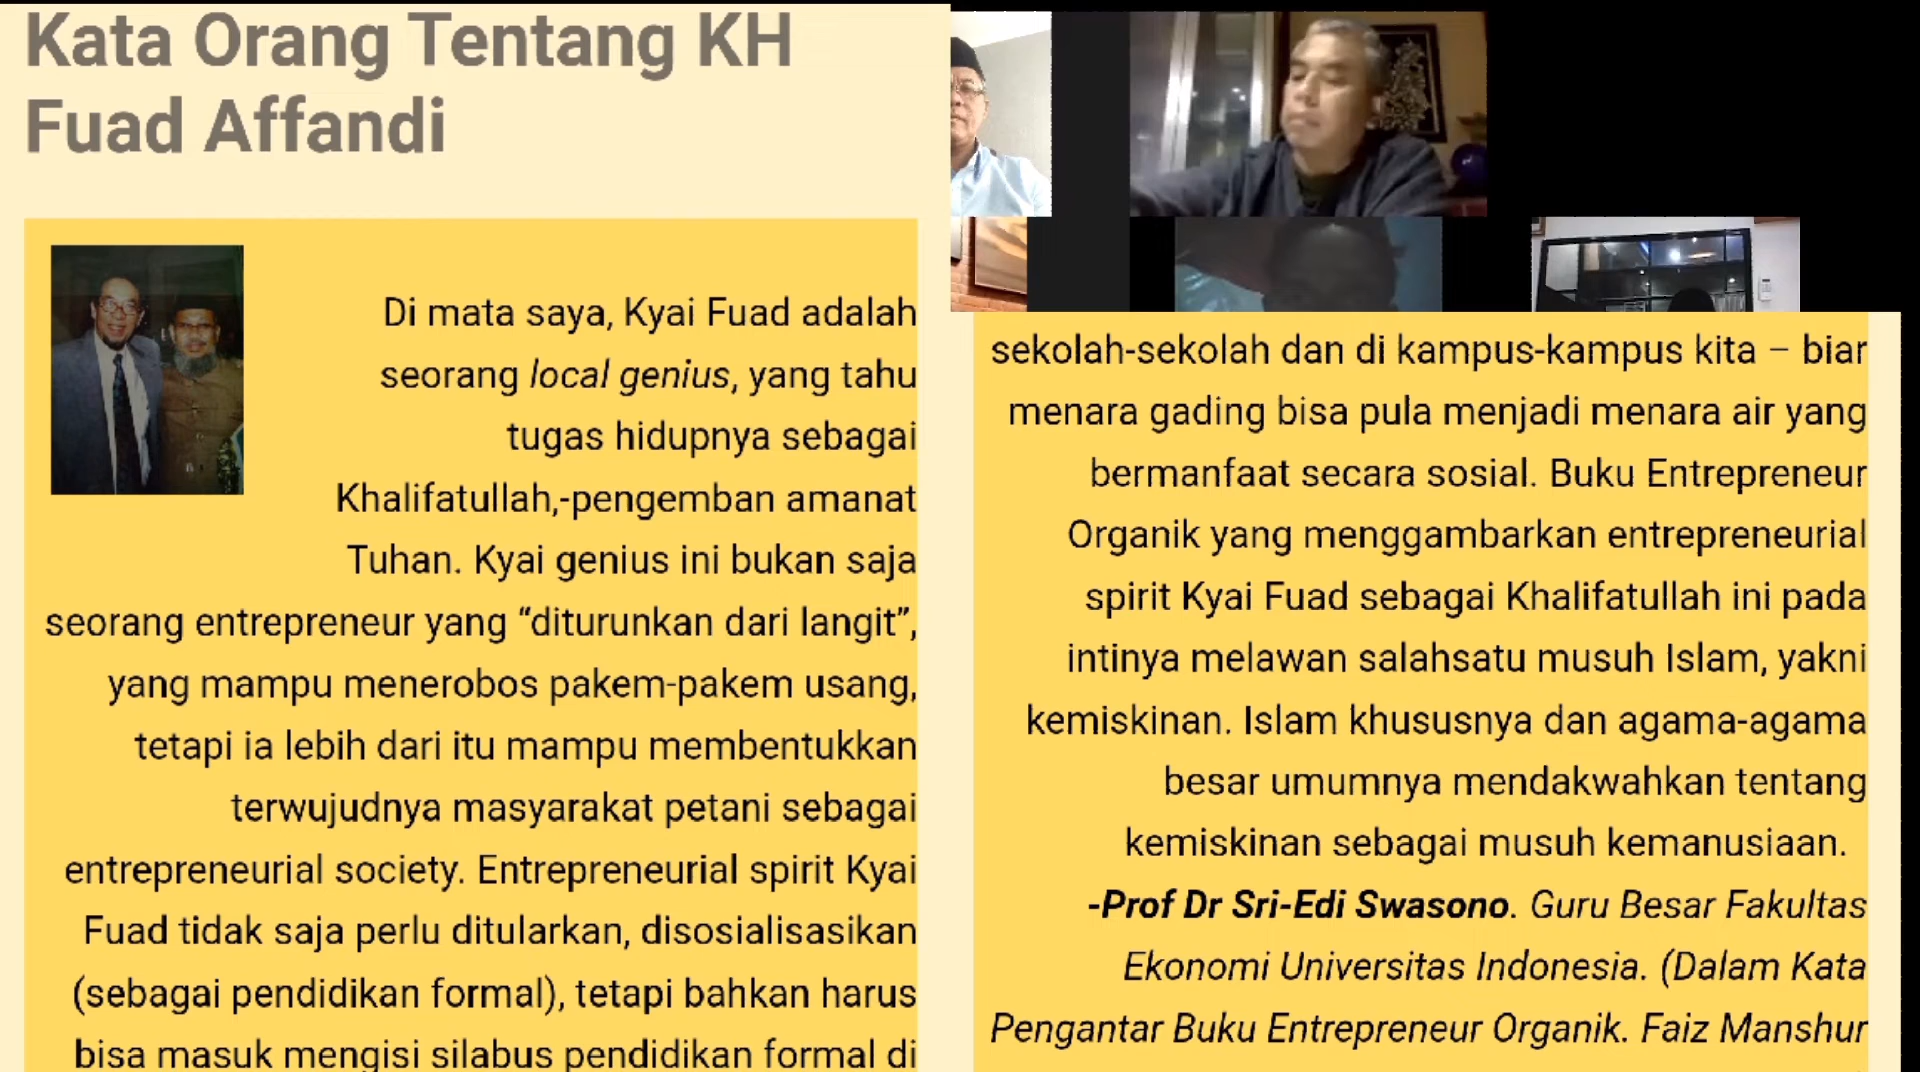 Kata Orang Tentang KH
Fuad Affandi
Di mata saya, Kyai Fuad adalah
seorang local genius, yang tahu
tugas hidupnya sebagai
Khalifatullah,-pengemban amanat
Tuhan. Kyai genius ini bukan saja
seorang entrepreneur yang “diturunkan dari langit”,
yang mampu menerobos pakem-pakem usang,
tetapi ia lebih dari itu mampu membentukkan
terwujudnya masyarakat petani sebagai
entrepreneurial society. Entrepreneurial spirit Kyai
Fuad tidak saja perlu ditularkan, disosialisasikan
(sebagai pendidikan formal), tetapi bahkan harus
bisa masuk mengisi silabus pendidikan formal di
sekolah-sekolah dan di kampus-kampus kita – biar
menara gading bisa pula menjadi menara air yang
bermanfaat secara sosial. Buku Entrepreneur
Organik yang menggambarkan entrepreneurial
spirit Kyai Fuad sebagai Khalifatullah ini pada
intinya melawan salahsatu musuh Islam, yakni
kemiskinan. Islam khususnya dan agama-agama
besar umumnya mendakwahkan tentang
kemiskinan sebagai musuh kemanusiaan.
-Prof Dr Sri-Edi Swasono. Guru Besar Fakultas
Ekonomi Universitas Indonesia. (Dalam Kata
Pengantar Buku Entrepreneur Organik. Faiz Manshur